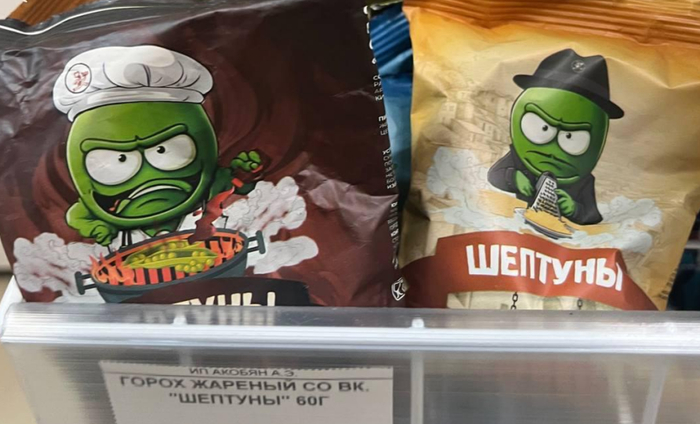 ШЕПТУНЫ
ИП АКОБЯН А.Э.
ГОРОХ ЖАРЕНЫЙ СО ВК.
"ШЕПТУНЫ" 60Г